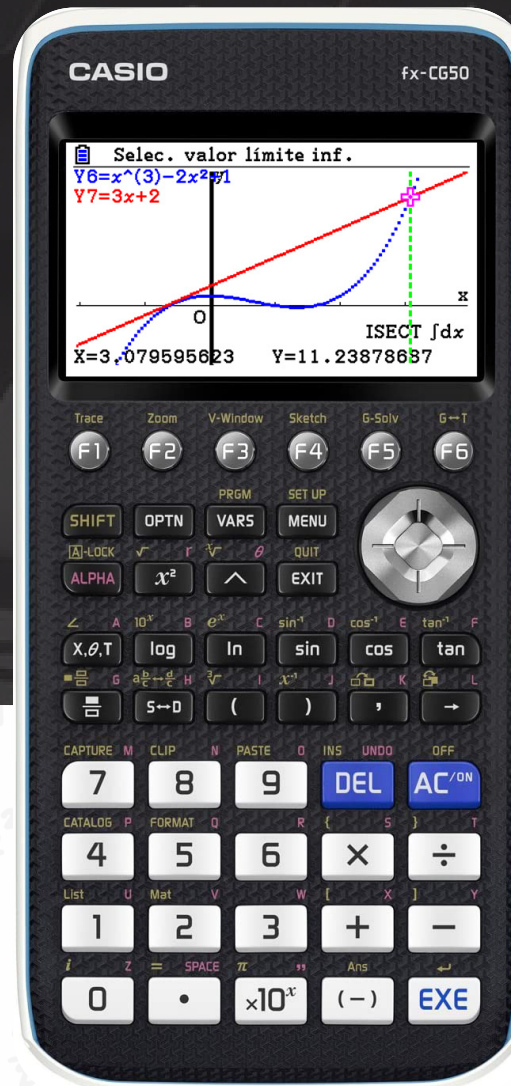 CASIO fx-CG50
Selec. valor límite inf.
Y6=x^(3)-2x²+1
Y7=3x+2
y
x
O
ISECT ∫dx
X=3.079595623 Y=11.23878687
Trace Zoom V-Window Sketch G-Solv G↔T
F1 F2 F3 F4 F5 F6
PRGM SET UP
SHIFT OPTN VARS MENU
A-LOCK √ r ∛ θ QUIT
ALPHA x² ^ EXIT
∠ A 10ˣ B eˣ C sin⁻¹ D cos⁻¹ E tan⁻¹ F
X,θ,T log ln sin cos tan
G a b/c↔d/c H ∛ I x⁻¹ J K L
S↔D ( ) , →
CAPTURE M CLIP N PASTE O INS UNDO OFF
7 8 9 DEL AC/ON
CATALOG P FORMAT Q R { S } T
4 5 6 × ÷
List U Mat V W [ X ] Y
1 2 3 + −
i Z = SPACE π " Ans ↵
0 • ×10ˣ (−) EXE